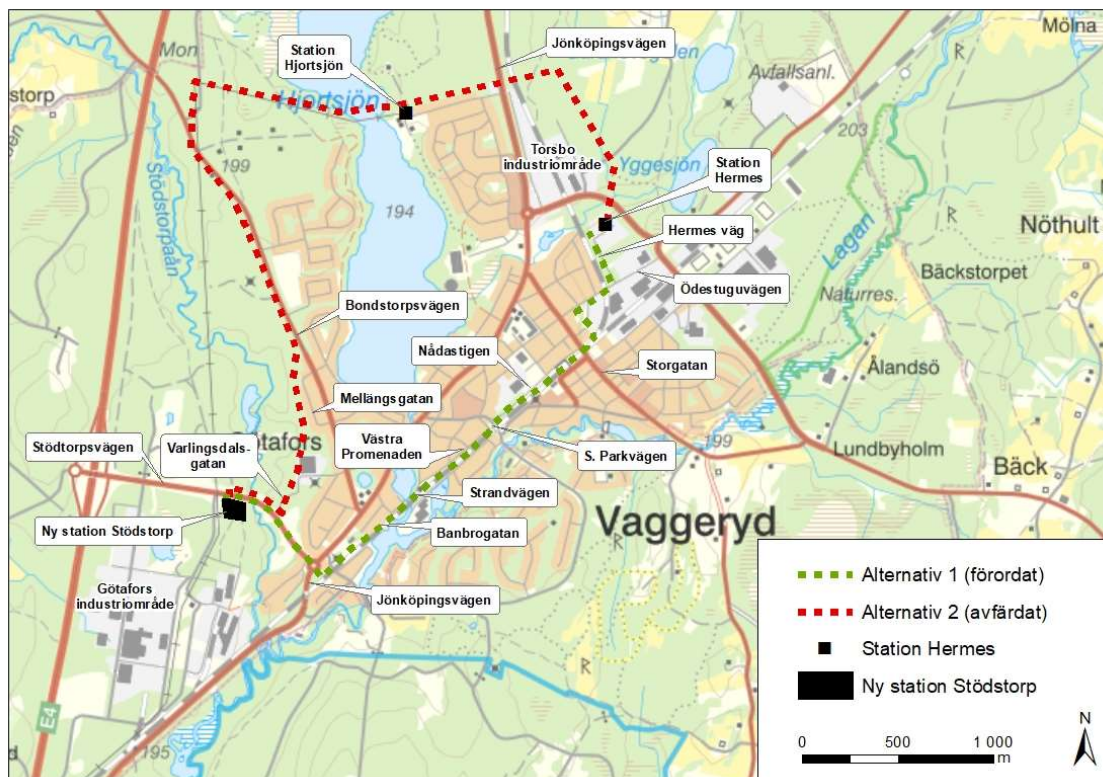 Mölna
Mon
Station
Hjortsjön
Jönköpingsvägen
Avfallsanl.
Hjortsjön
203
199
Torsbo
industriområde
Yggesjön
Station
Hermes
194
Stödstorpaån
Hermes väg
Lagan
Nöthult
Ödestuguvägen
Bäckstorpet
Naturres.
Bondstorpsvägen
Nådastigen
Storgatan
Ålandsö
Mellängsgatan
Götafors
Stödtorpsvägen
Varlingsdals-
gatan
Västra
Promenaden
S. Parkvägen
199
Lundbyholm
Bäck
Strandvägen
Ny station Stödstorp
Banbrogatan
Vaggeryd
Götafors
industriområde
Jönköpingsvägen
E4
195
Alternativ 1 (förordat)
Alternativ 2 (avfärdat)
Station Hermes
Ny station Stödstorp
0 500 1 000
m
N